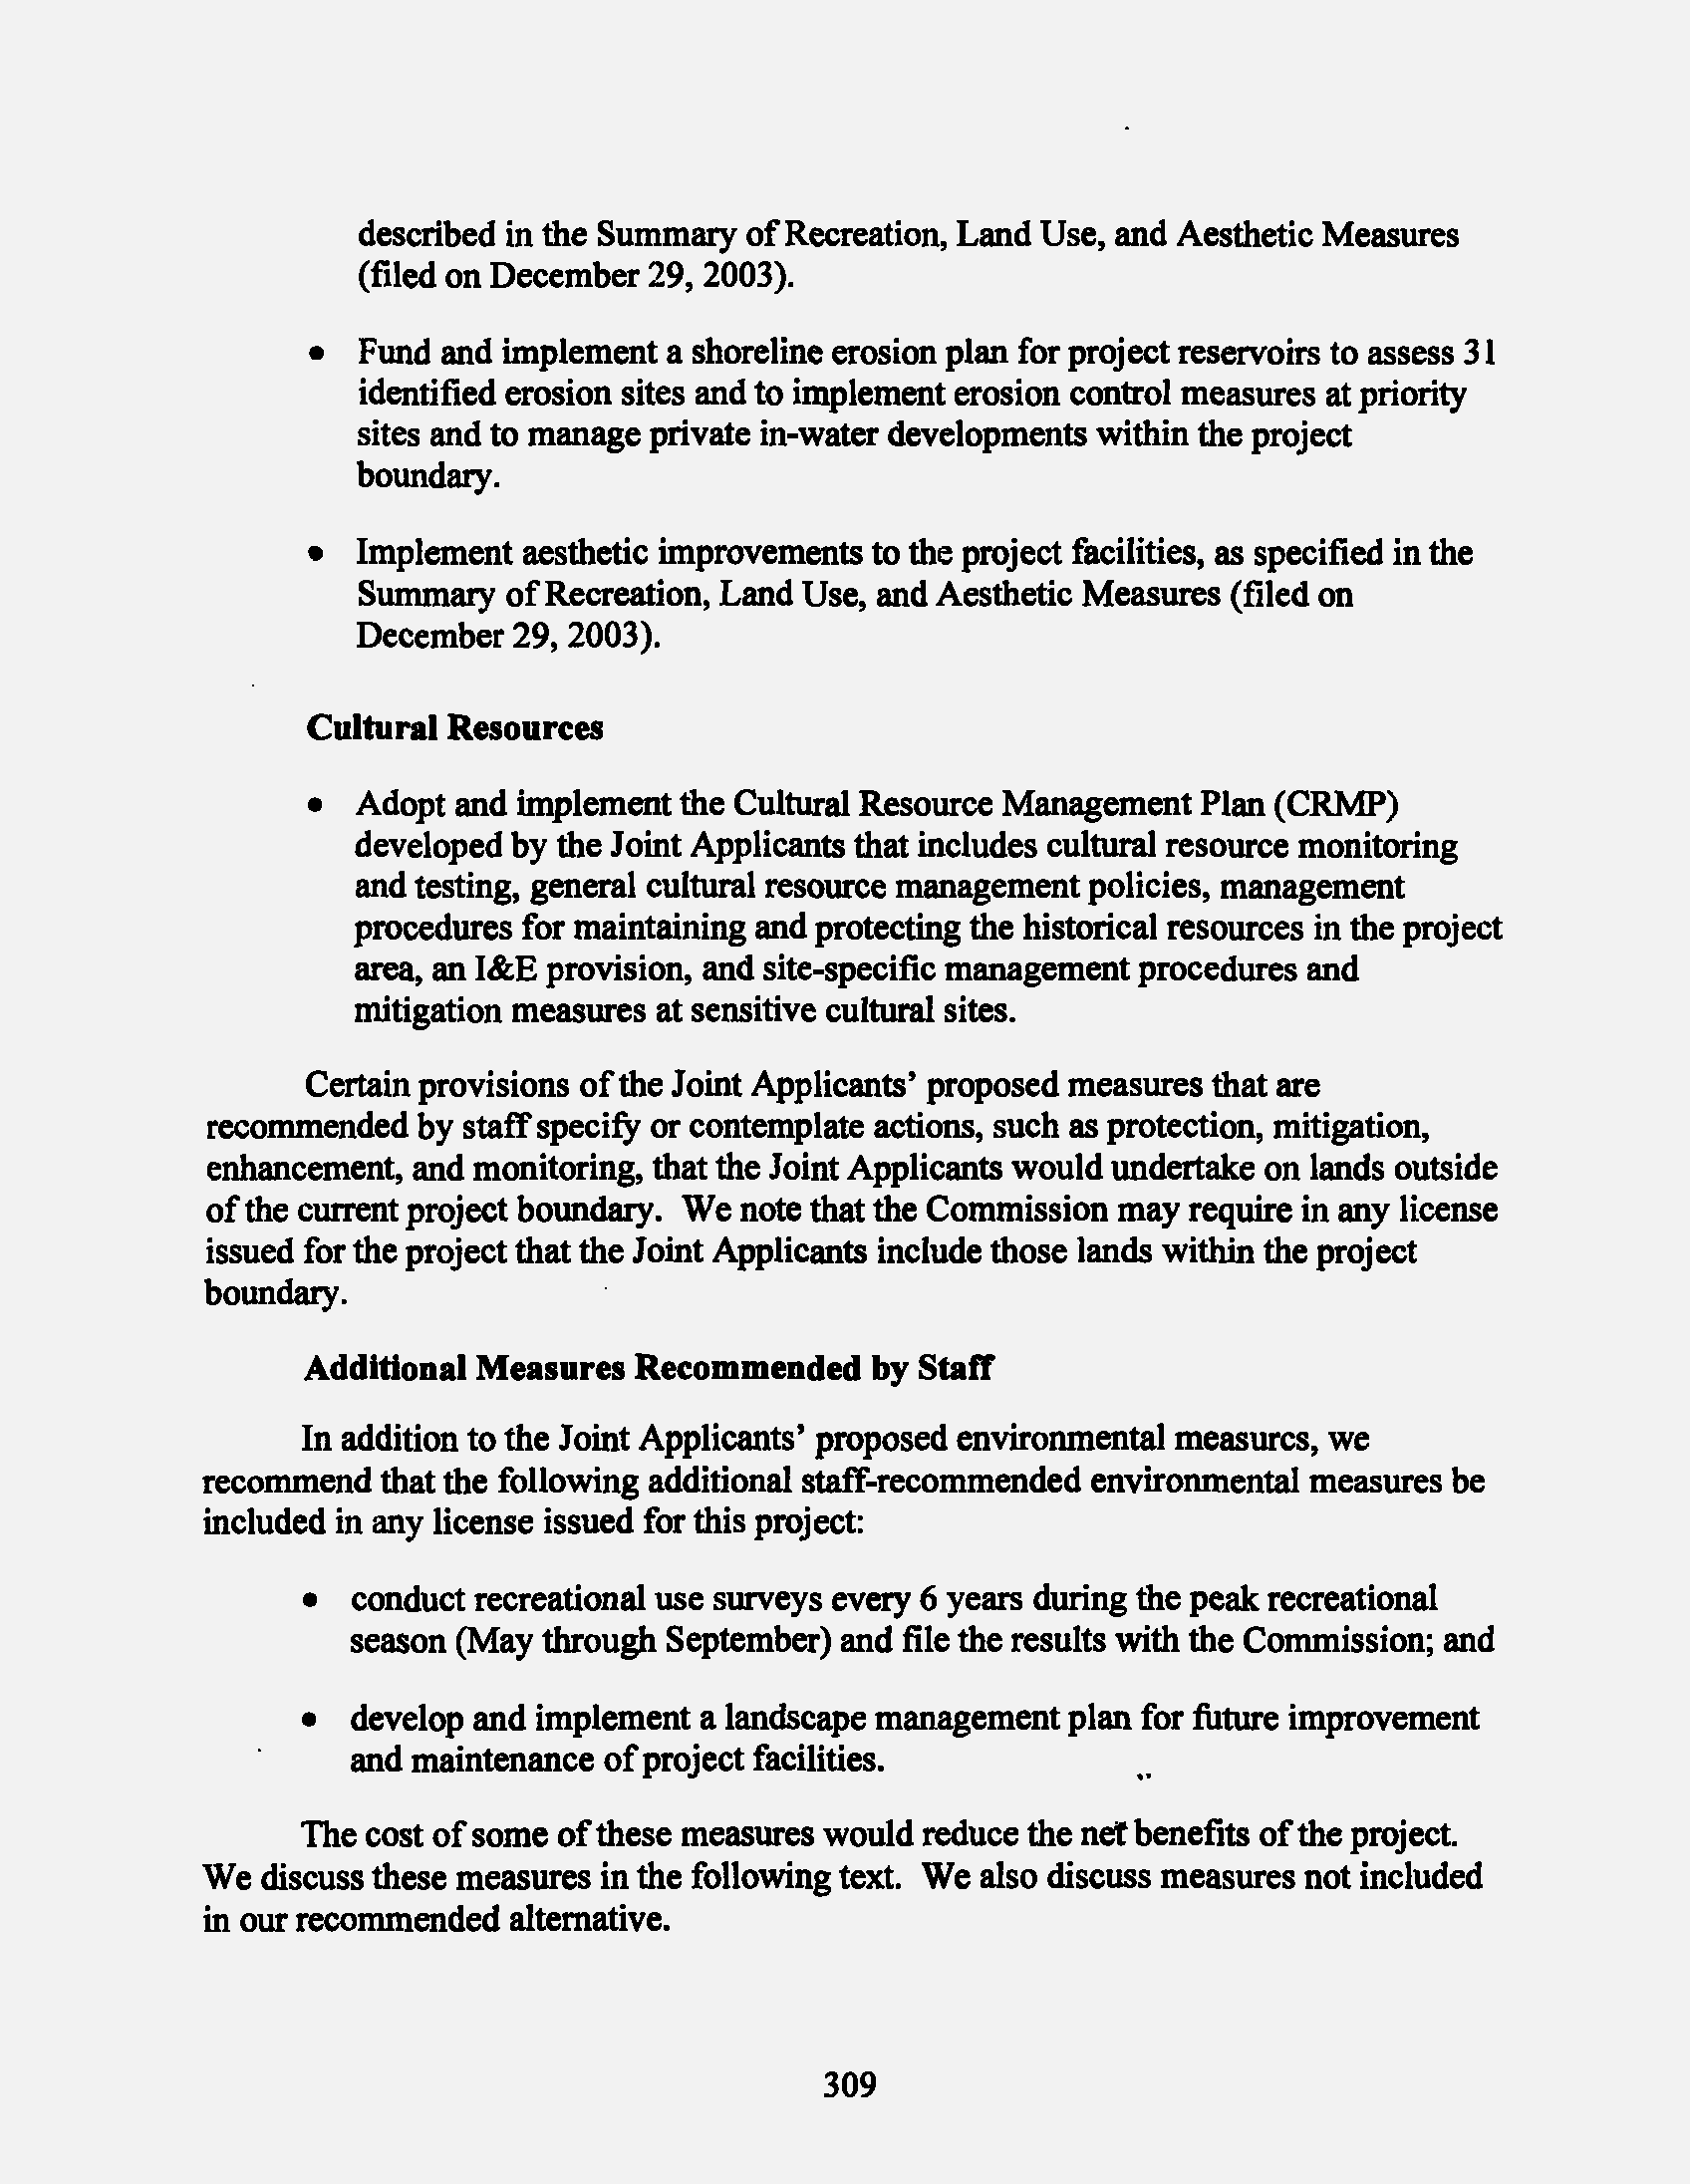 described in the Summary of Recreation, Land Use, and Aesthetic Measures
(filed on December 29, 2003).
• Fund and implement a shoreline erosion plan for project reservoirs to assess 31
identified erosion sites and to implement erosion control measures at priority
sites and to manage private in-water developments within the project
boundary.
• Implement aesthetic improvements to the project facilities, as specified in the
Summary of Recreation, Land Use, and Aesthetic Measures (filed on
December 29, 2003).
Cultural Resources
• Adopt and implement the Cultural Resource Management Plan (CRMP)
developed by the Joint Applicants that includes cultural resource monitoring
and testing, general cultural resource management policies, management
procedures for maintaining and protecting the historical resources in the project
area, an I&E provision, and site-specific management procedures and
mitigation measures at sensitive cultural sites.
Certain provisions of the Joint Applicants' proposed measures that are
recommended by staff specify or contemplate actions, such as protection, mitigation,
enhancement, and monitoring, that the Joint Applicants would undertake on lands outside
of the current project boundary. We note that the Commission may require in any license
issued for the project that the Joint Applicants include those lands within the project
boundary.
Additional Measures Recommended by Staff
In addition to the Joint Applicants' proposed environmental measures, we
recommend that the following additional staff-recommended environmental measures be
included in any license issued for this project:
• conduct recreational use surveys every 6 years during the peak recreational
season (May through September) and file the results with the Commission; and
• develop and implement a landscape management plan for future improvement
and maintenance of project facilities.
The cost of some of these measures would reduce the net benefits of the project.
We discuss these measures in the following text. We also discuss measures not included
in our recommended alternative.
309